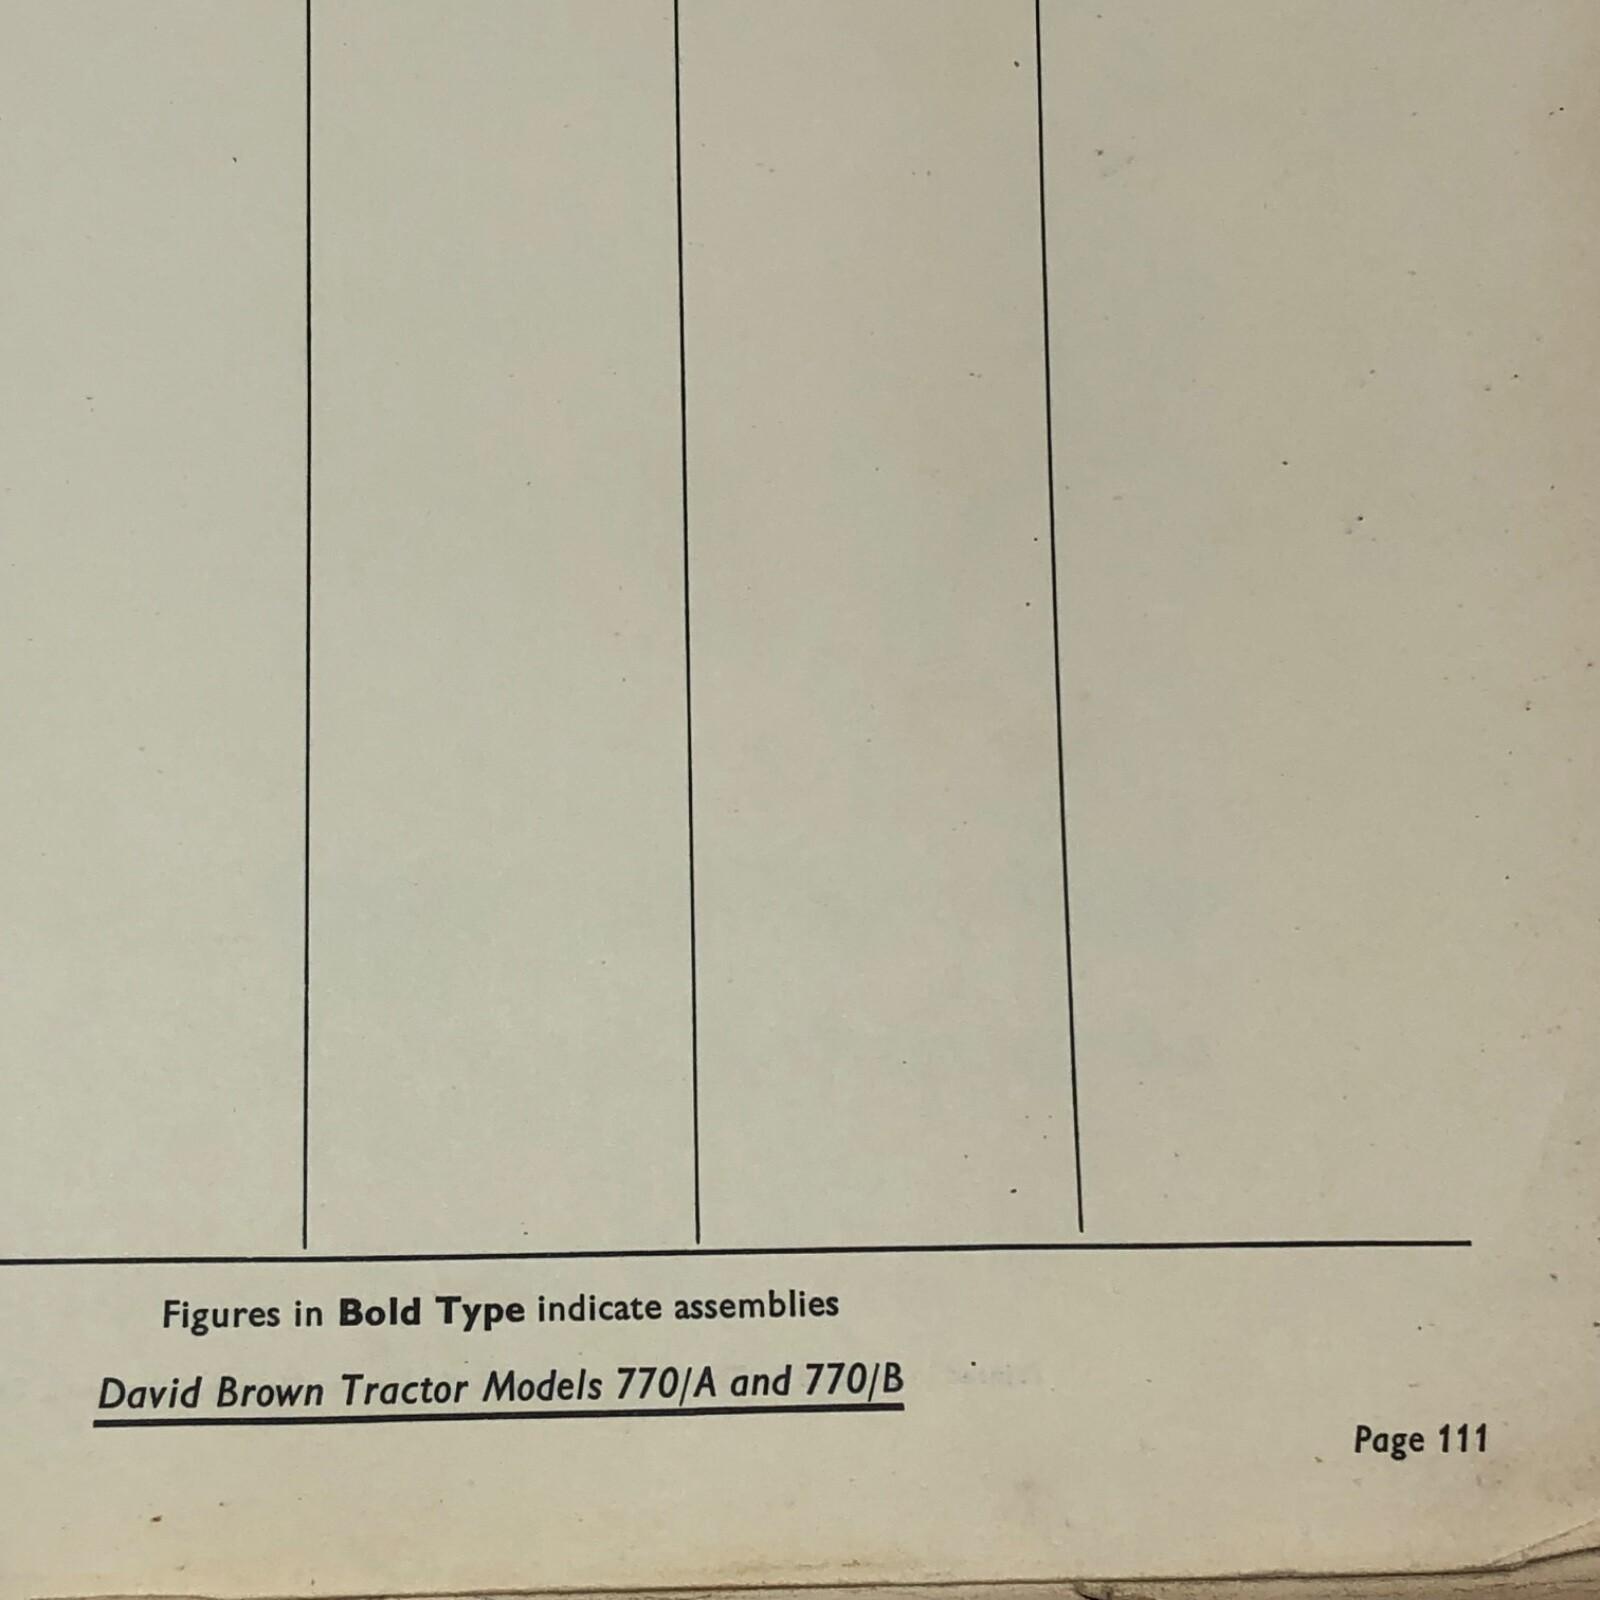 Figures in Bold Type indicate assemblies
David Brown Tractor Models 770/A and 770/B
Page 111